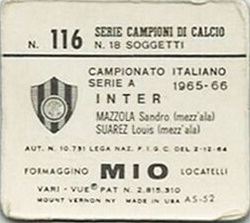 N. 116 SERIE CAMPIONI DI CALCIO
N. 18 SOGGETTI
CAMPIONATO ITALIANO
SERIE A 1965-66
INTER
MAZZOLA Sandro (mezz'ala)
SUAREZ Louis (mezz'ala)
AUT. N. 10.731 LEGA NAZ. F.I.G.C. DEL 2-12-64
FORMAGGINO MIO LOCATELLI
VARI - VUE® PAT N. 2.815.310
MOUNT VERNON NY MADE IN USA AS-52